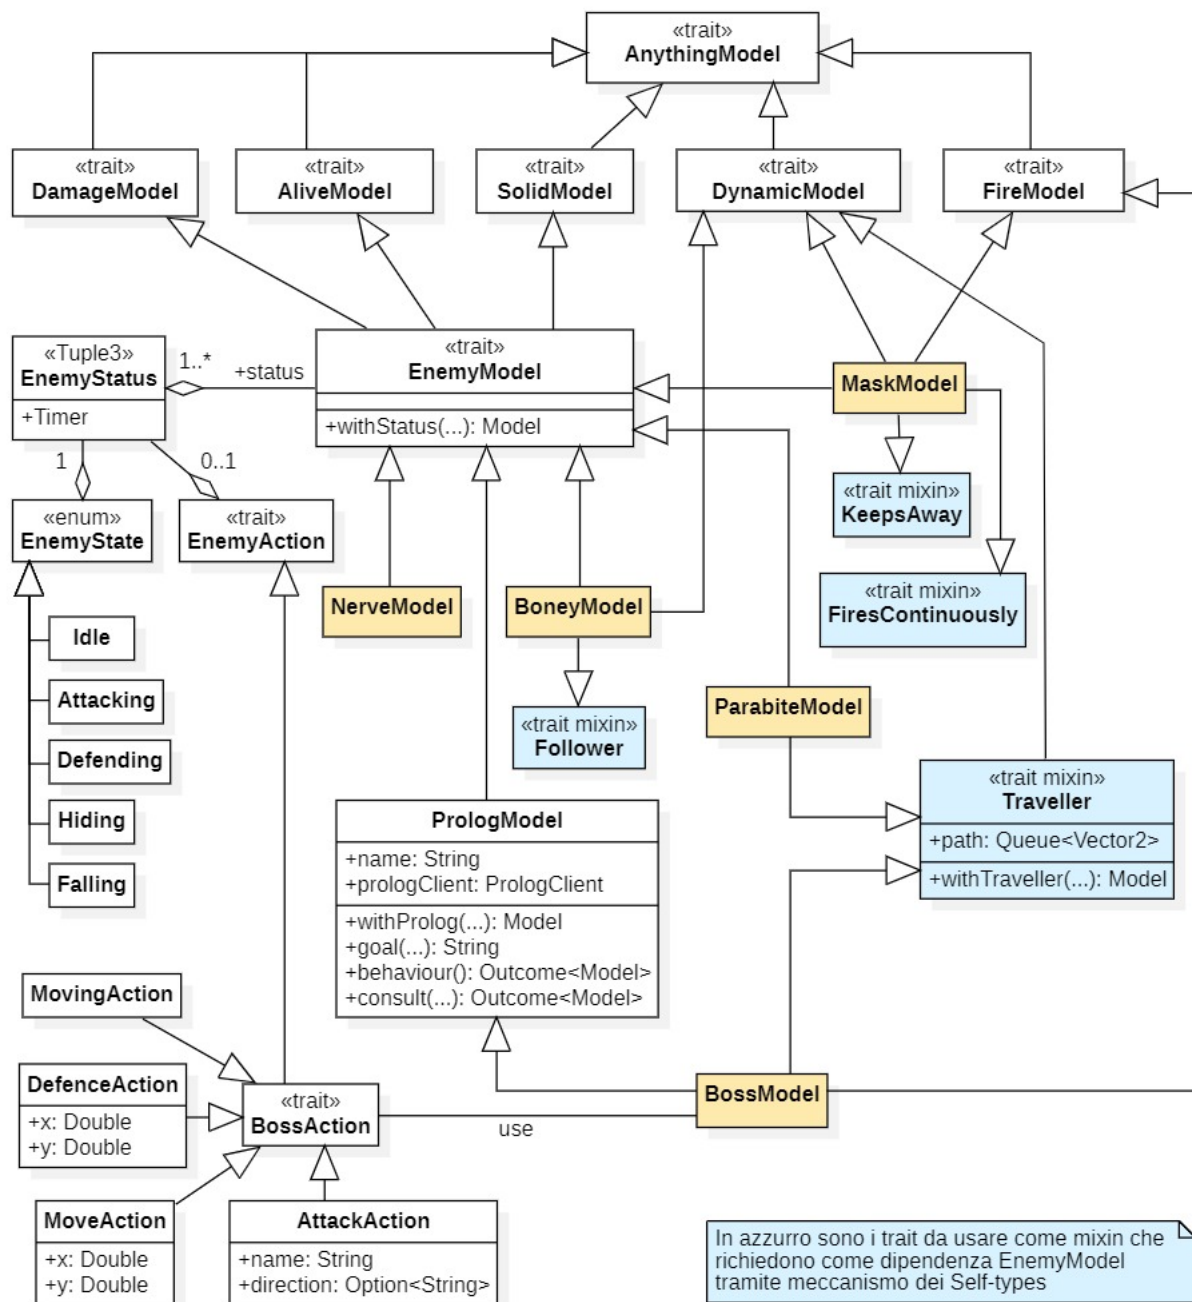 «trait»
AnythingModel
«trait»
DamageModel
«trait»
AliveModel
«trait»
SolidModel
«trait»
DynamicModel
«trait»
FireModel
«Tuple3»
EnemyStatus
+Timer
1..*
+status
«trait»
EnemyModel
+withStatus(...): Model
MaskModel
1
0..1
«enum»
EnemyState
«trait»
EnemyAction
«trait mixin»
KeepsAway
«trait mixin»
FiresContinuously
NerveModel
BoneyModel
Idle
Attacking
Defending
Hiding
Falling
«trait mixin»
Follower
ParabiteModel
«trait mixin»
Traveller
+path: Queue<Vector2>
+withTraveller(...): Model
PrologModel
+name: String
+prologClient: PrologClient
+withProlog(...): Model
+goal(...): String
+behaviour(): Outcome<Model>
+consult(...): Outcome<Model>
MovingAction
DefenceAction
+x: Double
+y: Double
«trait»
BossAction
use
BossModel
MoveAction
+x: Double
+y: Double
AttackAction
+name: String
+direction: Option<String>
In azzurro sono i trait da usare come mixin che
richiedono come dipendenza EnemyModel
tramite meccanismo dei Self-types